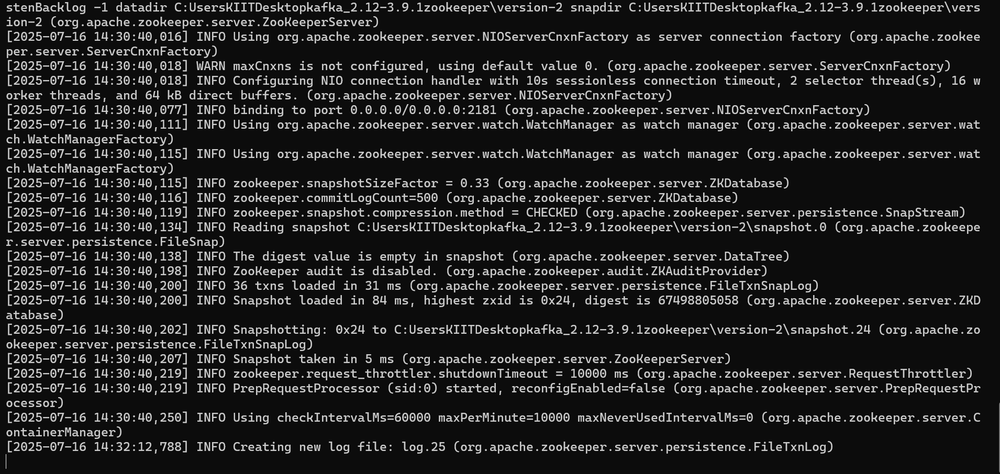 stenBacklog -1 datadir C:UsersKIITDesktopkafka_2.12-3.9.1zookeeper\version-2 snapdir C:UsersKIITDesktopkafka_2.12-3.9.1zookeeper\vers
ion-2 (org.apache.zookeeper.server.ZooKeeperServer)
[2025-07-16 14:30:40,016] INFO Using org.apache.zookeeper.server.NIOServerCnxnFactory as server connection factory (org.apache.zookee
per.server.ServerCnxnFactory)
[2025-07-16 14:30:40,018] WARN maxCnxns is not configured, using default value 0. (org.apache.zookeeper.server.ServerCnxnFactory)
[2025-07-16 14:30:40,018] INFO Configuring NIO connection handler with 10s sessionless connection timeout, 2 selector thread(s), 16 w
orker threads, and 64 kB direct buffers. (org.apache.zookeeper.server.NIOServerCnxnFactory)
[2025-07-16 14:30:40,077] INFO binding to port 0.0.0.0/0.0.0.0:2181 (org.apache.zookeeper.server.NIOServerCnxnFactory)
[2025-07-16 14:30:40,111] INFO Using org.apache.zookeeper.server.watch.WatchManager as watch manager (org.apache.zookeeper.server.wat
ch.WatchManagerFactory)
[2025-07-16 14:30:40,115] INFO Using org.apache.zookeeper.server.watch.WatchManager as watch manager (org.apache.zookeeper.server.wat
ch.WatchManagerFactory)
[2025-07-16 14:30:40,115] INFO zookeeper.snapshotSizeFactor = 0.33 (org.apache.zookeeper.server.ZKDatabase)
[2025-07-16 14:30:40,116] INFO zookeeper.commitLogCount=500 (org.apache.zookeeper.server.ZKDatabase)
[2025-07-16 14:30:40,119] INFO zookeeper.snapshot.compression.method = CHECKED (org.apache.zookeeper.server.persistence.SnapStream)
[2025-07-16 14:30:40,134] INFO Reading snapshot C:UsersKIITDesktopkafka_2.12-3.9.1zookeeper\version-2\snapshot.0 (org.apache.zookeepe
r.server.persistence.FileSnap)
[2025-07-16 14:30:40,138] INFO The digest value is empty in snapshot (org.apache.zookeeper.server.DataTree)
[2025-07-16 14:30:40,198] INFO ZooKeeper audit is disabled. (org.apache.zookeeper.audit.ZKAuditProvider)
[2025-07-16 14:30:40,200] INFO 36 txns loaded in 31 ms (org.apache.zookeeper.server.persistence.FileTxnSnapLog)
[2025-07-16 14:30:40,200] INFO Snapshot loaded in 84 ms, highest zxid is 0x24, digest is 67498805058 (org.apache.zookeeper.server.ZKD
atabase)
[2025-07-16 14:30:40,202] INFO Snapshotting: 0x24 to C:UsersKIITDesktopkafka_2.12-3.9.1zookeeper\version-2\snapshot.24 (org.apache.zo
okeeper.server.persistence.FileTxnSnapLog)
[2025-07-16 14:30:40,207] INFO Snapshot taken in 5 ms (org.apache.zookeeper.server.ZooKeeperServer)
[2025-07-16 14:30:40,219] INFO zookeeper.request_throttler.shutdownTimeout = 10000 ms (org.apache.zookeeper.server.RequestThrottler)
[2025-07-16 14:30:40,219] INFO PrepRequestProcessor (sid:0) started, reconfigEnabled=false (org.apache.zookeeper.server.PrepRequestPr
ocessor)
[2025-07-16 14:30:40,250] INFO Using checkIntervalMs=60000 maxPerMinute=10000 maxNeverUsedIntervalMs=0 (org.apache.zookeeper.server.C
ontainerManager)
[2025-07-16 14:32:12,788] INFO Creating new log file: log.25 (org.apache.zookeeper.server.persistence.FileTxnLog)